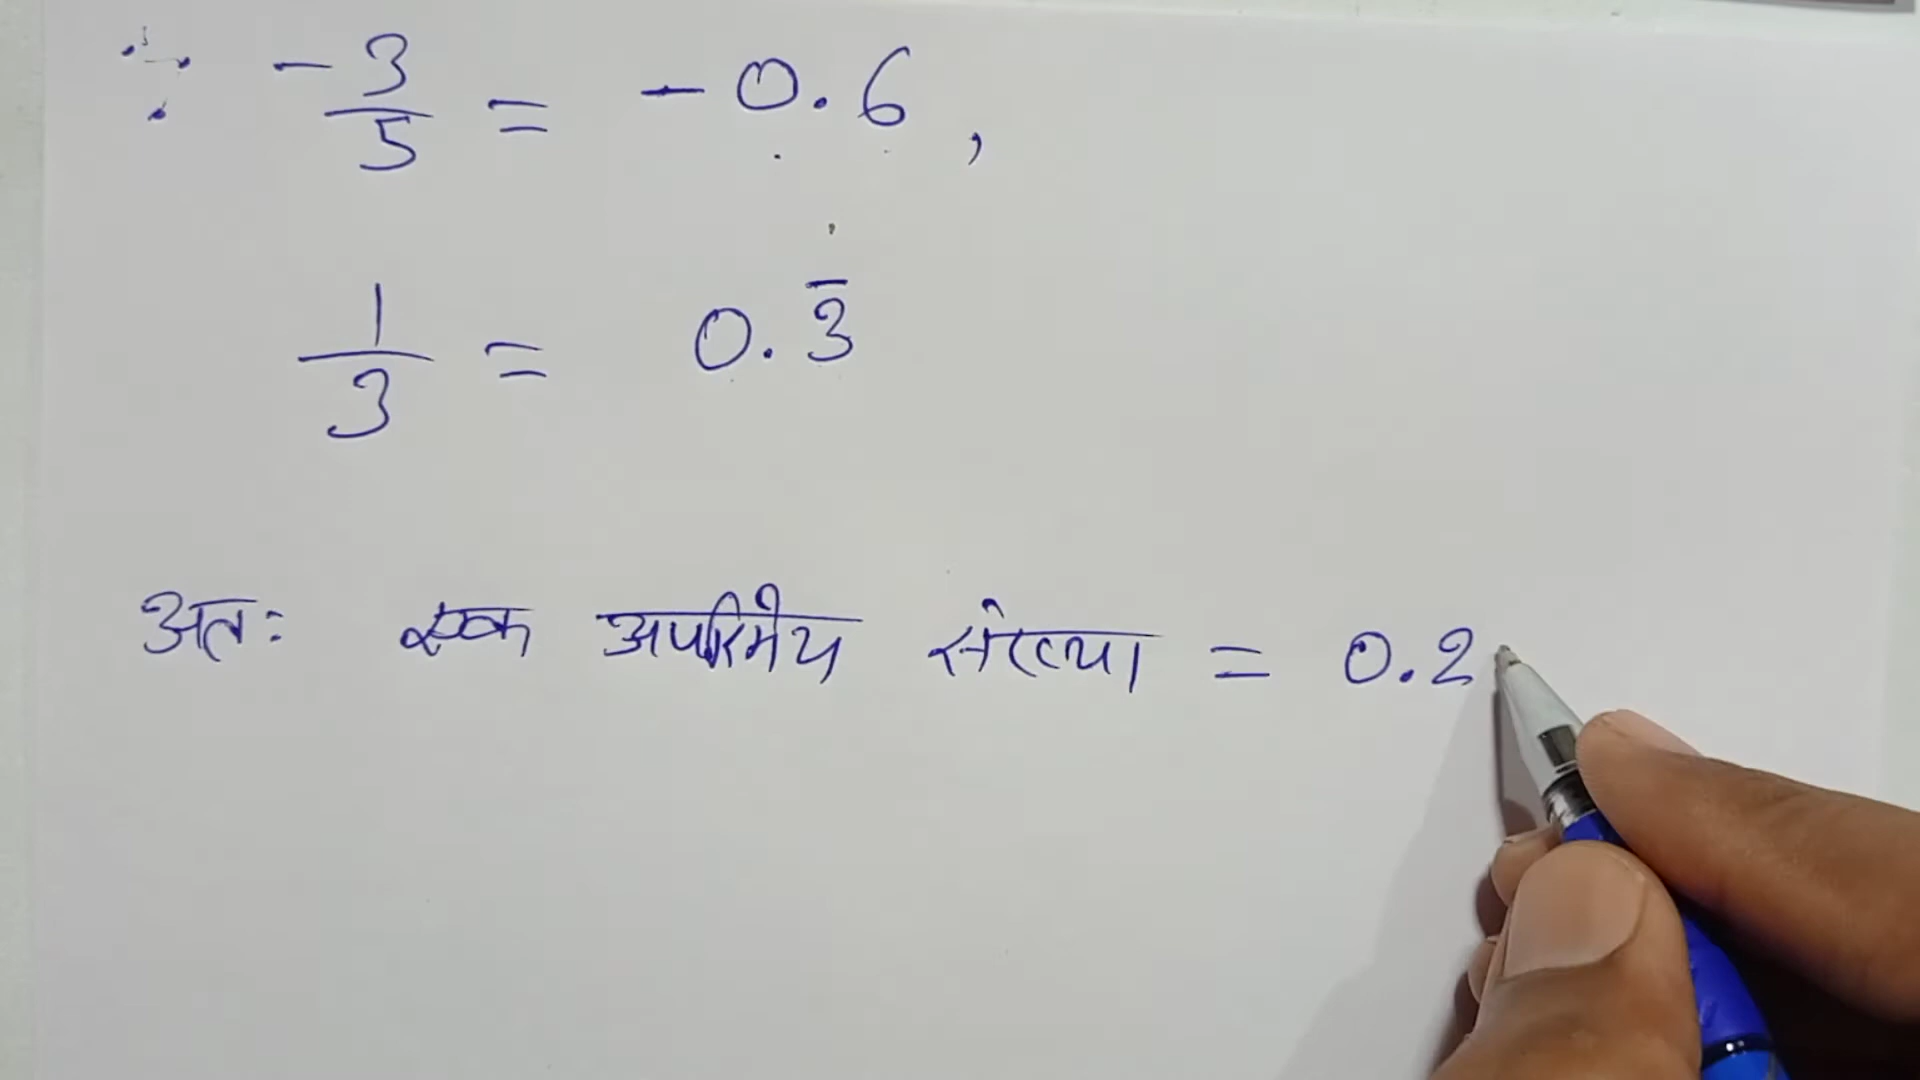 ∵ -3/5 = -0.6,
1/3 = 0.3̅
अतः एक अपरिमेय संख्या = 0.2